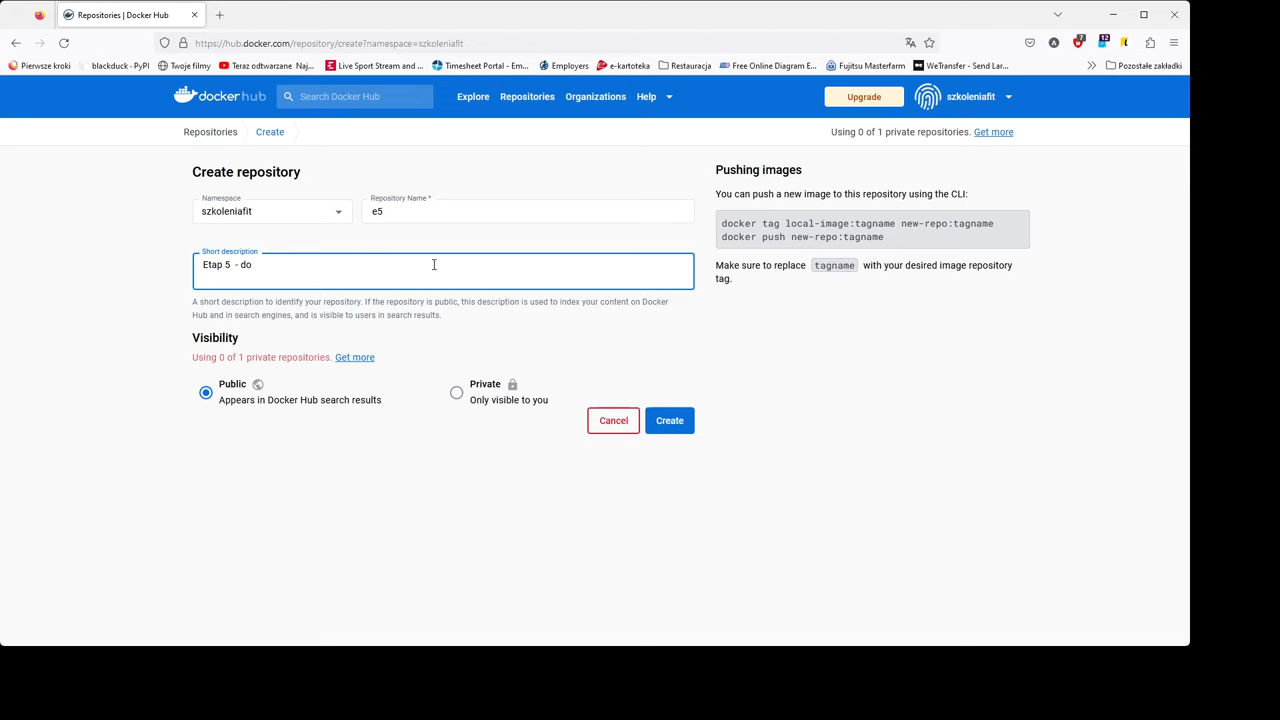 Repositories | Docker Hub
https://hub.docker.com/repository/create?namespace=szkoleniafit
7
12
Pierwsze kroki
blackduck - PyPI
Twoje filmy
Teraz odtwarzane Naj...
Live Sport Stream and ...
Timesheet Portal - Em...
Employers
e-kartoteka
Restauracja
Free Online Diagram E...
Fujitsu Masterfarm
WeTransfer - Send Lar...
Pozostałe zakładki
dockerhub
Search Docker Hub
Explore
Repositories
Organizations
Help
Upgrade
szkoleniafit
Repositories
Create
Using 0 of 1 private repositories. Get more
Create repository
Namespace
szkoleniafit
Repository Name *
e5
Short description
Etap 5  - do
A short description to identify your repository. If the repository is public, this description is used to index your content on Docker
Hub and in search engines, and is visible to users in search results.
Visibility
Using 0 of 1 private repositories. Get more
Public
Appears in Docker Hub search results
Private
Only visible to you
Cancel
Create
Pushing images
You can push a new image to this repository using the CLI:
docker tag local-image:tagname new-repo:tagname
docker push new-repo:tagname
Make sure to replace tagname with your desired image repository
tag.